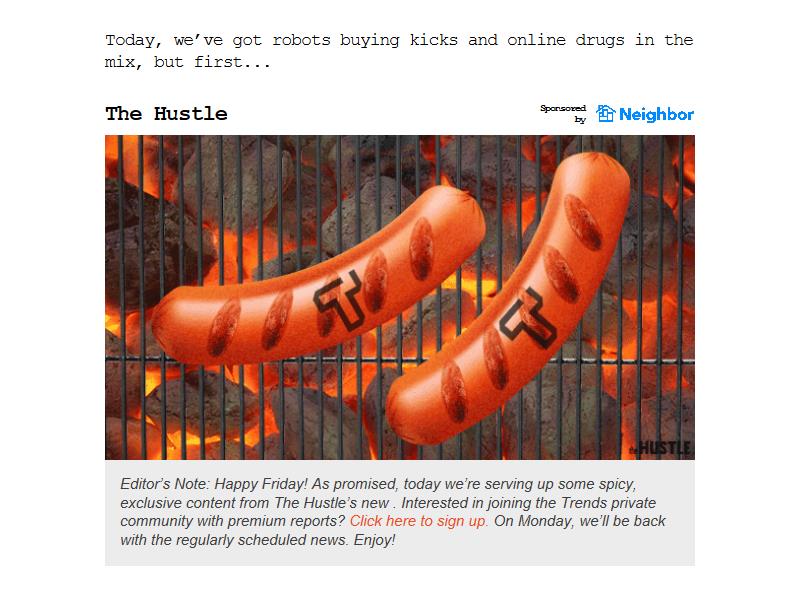 Today, we’ve got robots buying kicks and online drugs in the
mix, but first...
The Hustle
Sponsored
by
Neighbor
the HUSTLE
Editor’s Note: Happy Friday! As promised, today we’re serving up some spicy,
exclusive content from The Hustle’s new . Interested in joining the Trends private
community with premium reports? Click here to sign up. On Monday, we’ll be back
with the regularly scheduled news. Enjoy!